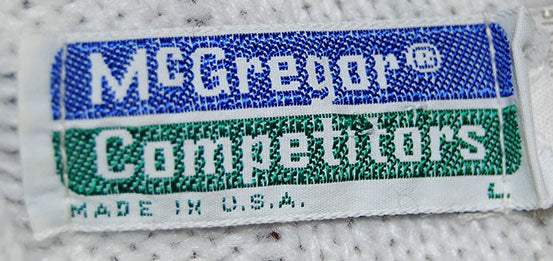 McGregor®
Competitors
MADE IN U.S.A. L